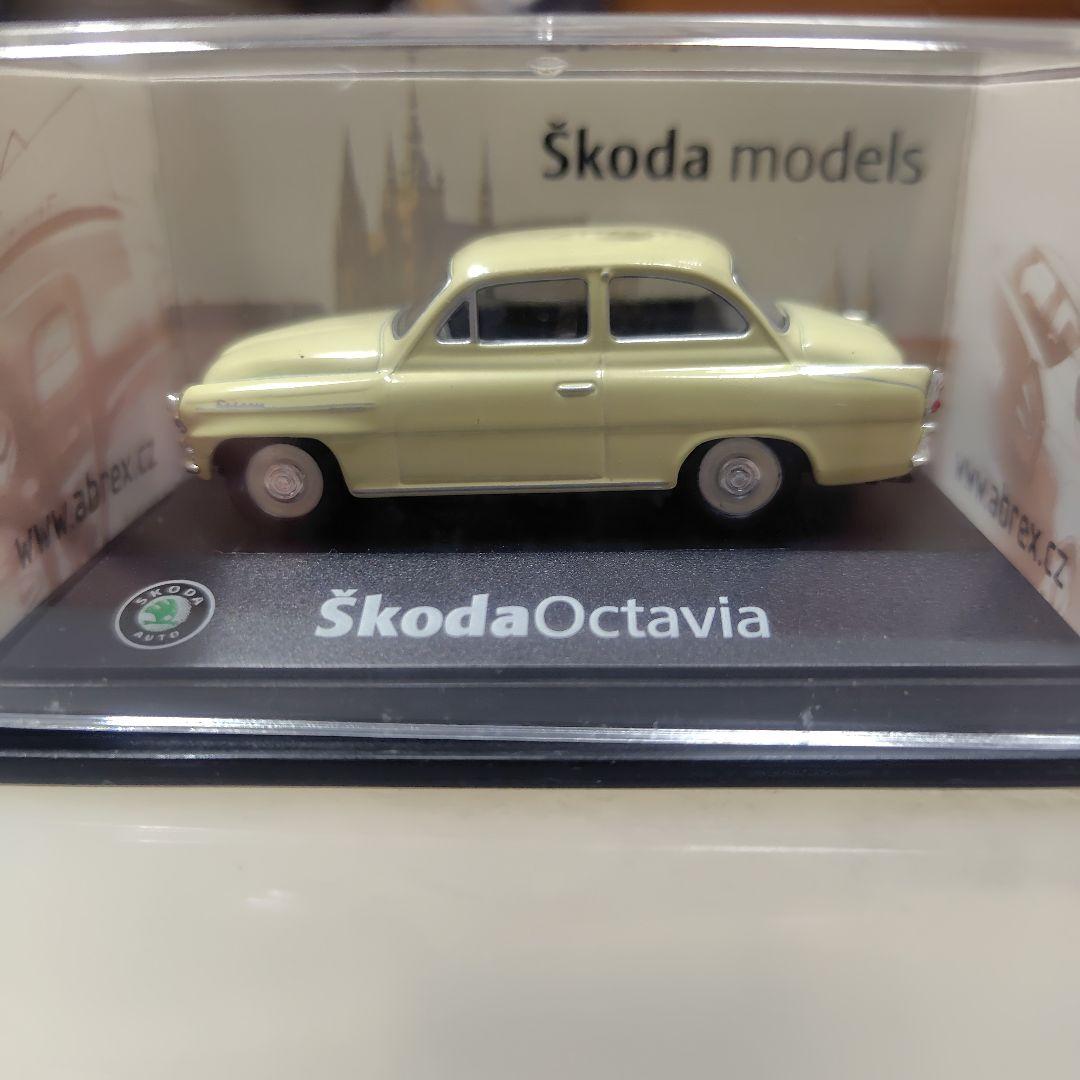 Škoda models
www.abrex.cz
www.abrex.cz
ŠKODA
AUTO
ŠkodaOctavia